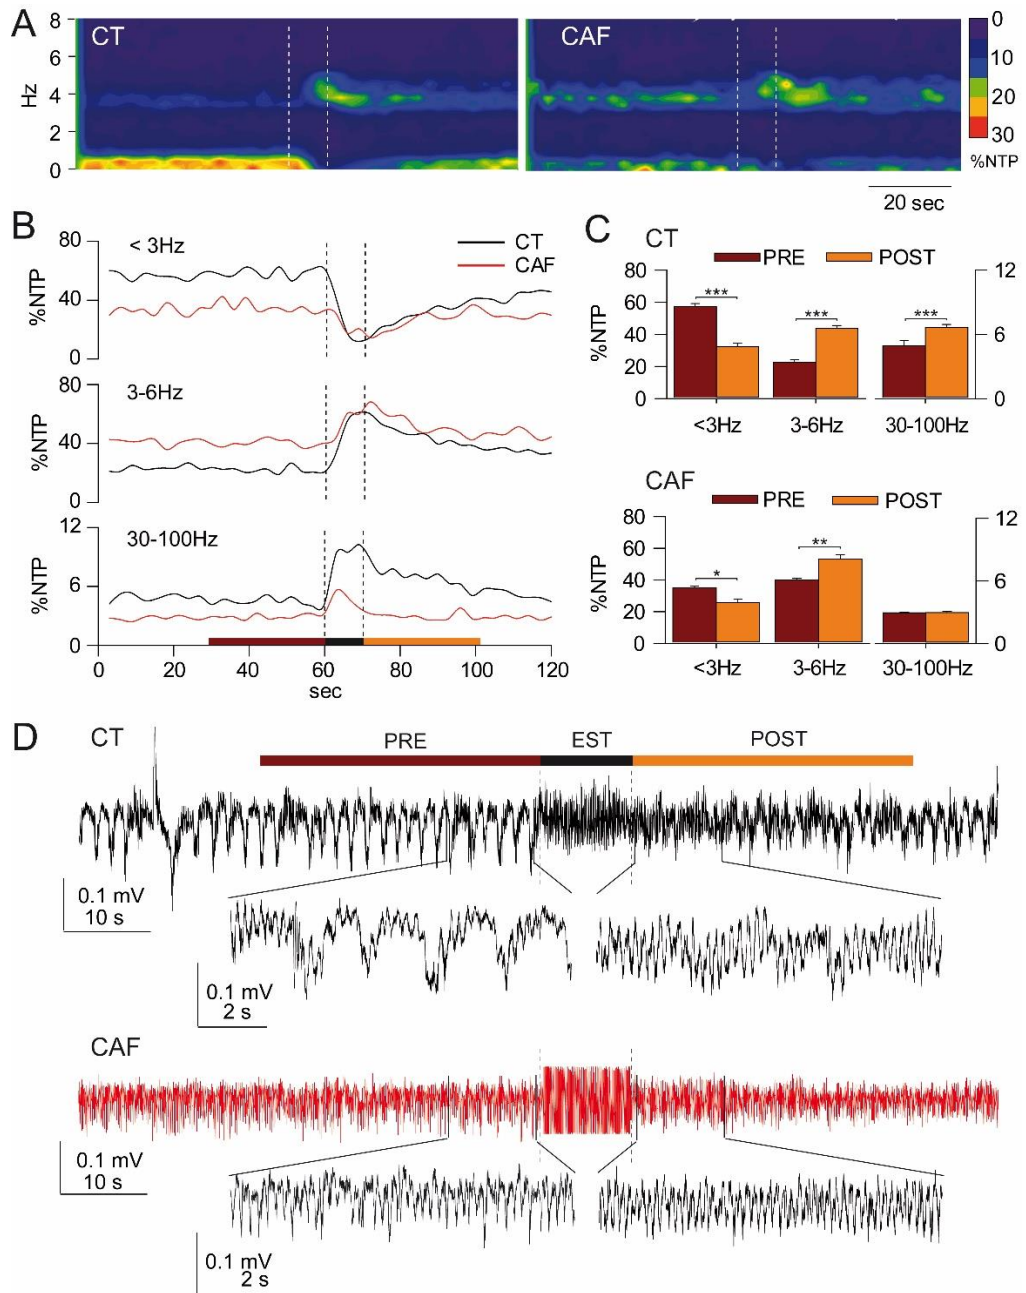 A
CT
CAF
8
6
4
2
0
Hz
0
10
20
30
%NTP
20 sec
B
< 3Hz
CT
CAF
80
40
0
%NTP
3-6Hz
80
40
0
%NTP
30-100Hz
12
6
0
%NTP
0 20 40 60 80 100 120
sec
C
CT
PRE POST
80
60
40
20
0
%NTP
12
6
0
*** *** ***
<3Hz 3-6Hz 30-100Hz
CAF
PRE POST
80
60
40
20
0
%NTP
12
6
0
* **
<3Hz 3-6Hz 30-100Hz
D
CT
PRE EST POST
0.1 mV
10 s
0.1 mV
2 s
CAF
0.1 mV
10 s
0.1 mV
2 s